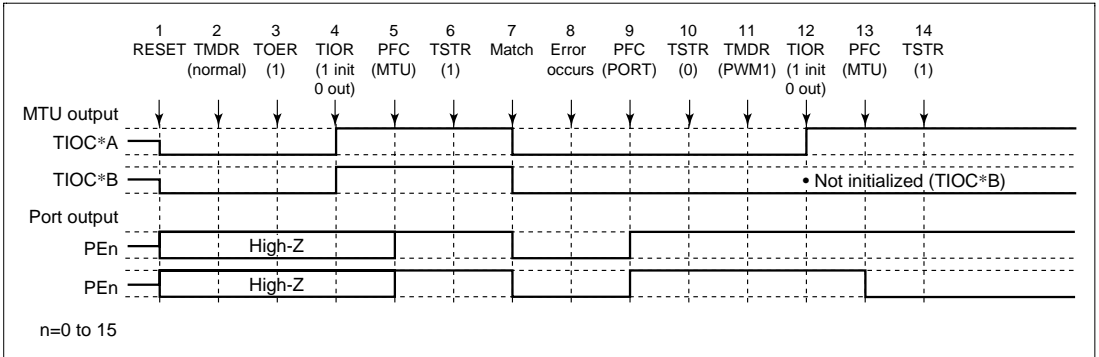 1 2 3 4 5 6 7 8 9 10 11 12 13 14
RESET TMDR TOER TIOR PFC TSTR Match Error PFC TSTR TMDR TIOR PFC TSTR
(normal) (1) (1 init (MTU) (1) occurs (PORT) (0) (PWM1) (1 init (MTU) (1)
0 out) 0 out)
MTU output
TIOC*A
TIOC*B
• Not initialized (TIOC*B)
Port output
PEn High-Z
PEn High-Z
n=0 to 15